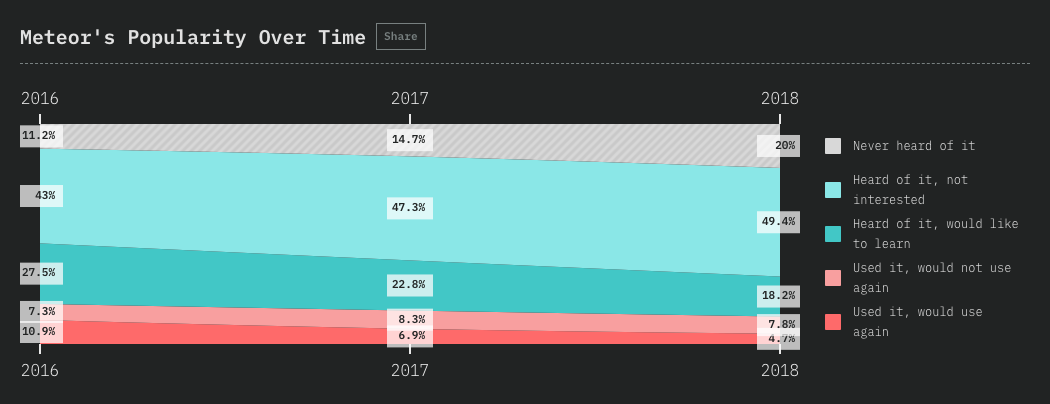 Meteor's Popularity Over Time Share
2016 2017 2018
11.2% 14.7% 20%
43% 47.3% 49.4%
27.5% 22.8% 18.2%
7.3% 8.3% 7.8%
10.9% 6.9% 4.7%
2016 2017 2018
Never heard of it
Heard of it, not
interested
Heard of it, would like
to learn
Used it, would not use
again
Used it, would use
again